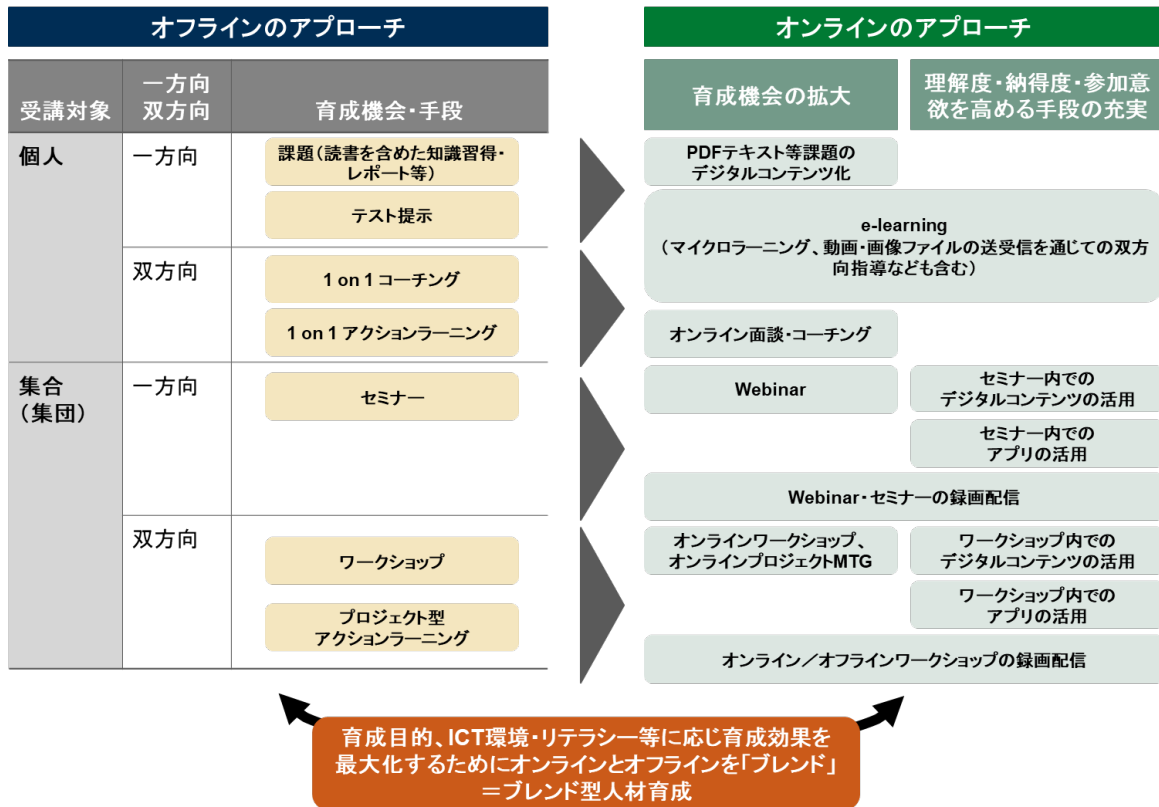 オフラインのアプローチ
受講対象
一方向
双方向
育成機会・手段
個人
一方向
課題（読書を含めた知識習得・
レポート等）
テスト提示
双方向
1 on 1 コーチング
1 on 1 アクションラーニング
集合
（集団）
一方向
セミナー
双方向
ワークショップ
プロジェクト型
アクションラーニング
オンラインのアプローチ
育成機会の拡大
理解度・納得度・参加意
欲を高める手段の充実
PDFテキスト等課題の
デジタルコンテンツ化
e-learning
（マイクロラーニング、動画・画像ファイルの送受信を通じての双方
向指導なども含む）
オンライン面談・コーチング
Webinar
セミナー内での
デジタルコンテンツの活用
セミナー内での
アプリの活用
Webinar・セミナーの録画配信
オンラインワークショップ、
オンラインプロジェクトMTG
ワークショップ内での
デジタルコンテンツの活用
ワークショップ内での
アプリの活用
オンライン／オフラインワークショップの録画配信
育成目的、ICT環境・リテラシー等に応じ育成効果を
最大化するためにオンラインとオフラインを「ブレンド」
＝ブレンド型人材育成